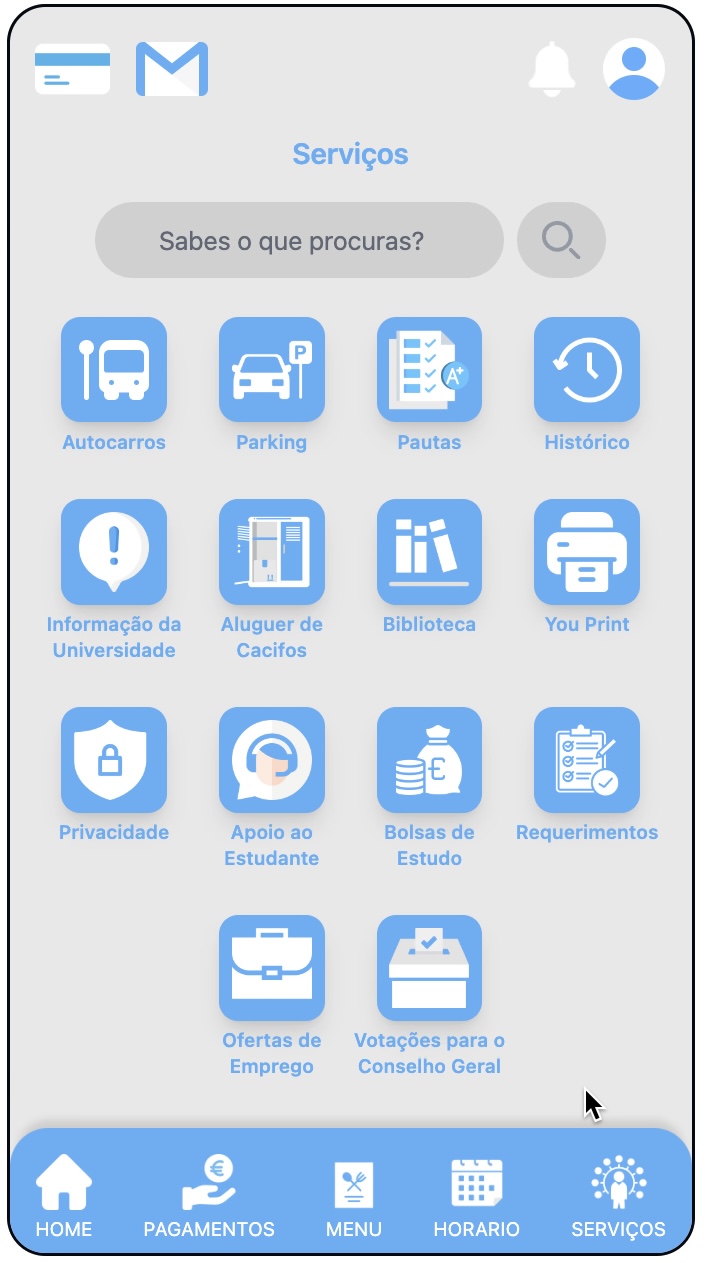 Serviços
Sabes o que procuras?
P
A+
Autocarros
Parking
Pautas
Histórico
Informação da
Universidade
Aluguer de
Cacifos
Biblioteca
You Print
€
Privacidade
Apoio ao
Estudante
Bolsas de
Estudo
Requerimentos
Ofertas de
Emprego
Votações para o
Conselho Geral
€
HOME
PAGAMENTOS
MENU
HORARIO
SERVIÇOS